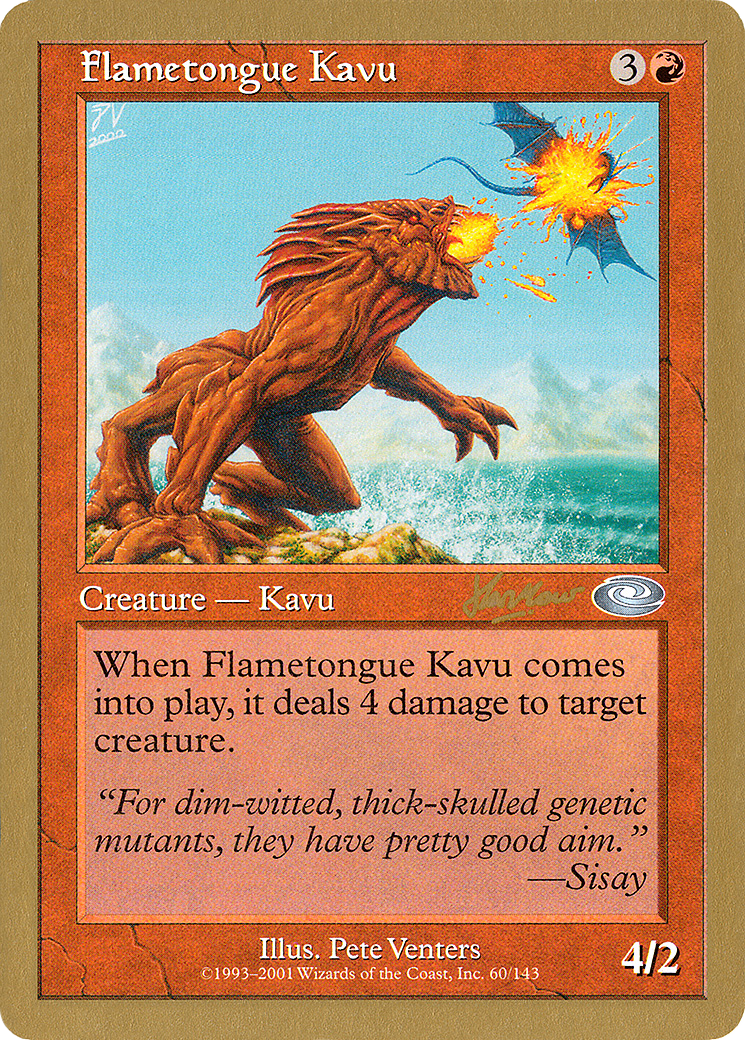 Flametongue Kavu 3
PV
2000
Creature — Kavu
When Flametongue Kavu comes
into play, it deals 4 damage to target
creature.
“For dim-witted, thick-skulled genetic
mutants, they have pretty good aim.”
—Sisay
Illus. Pete Venters
©1993–2001 Wizards of the Coast, Inc. 60/143
4/2